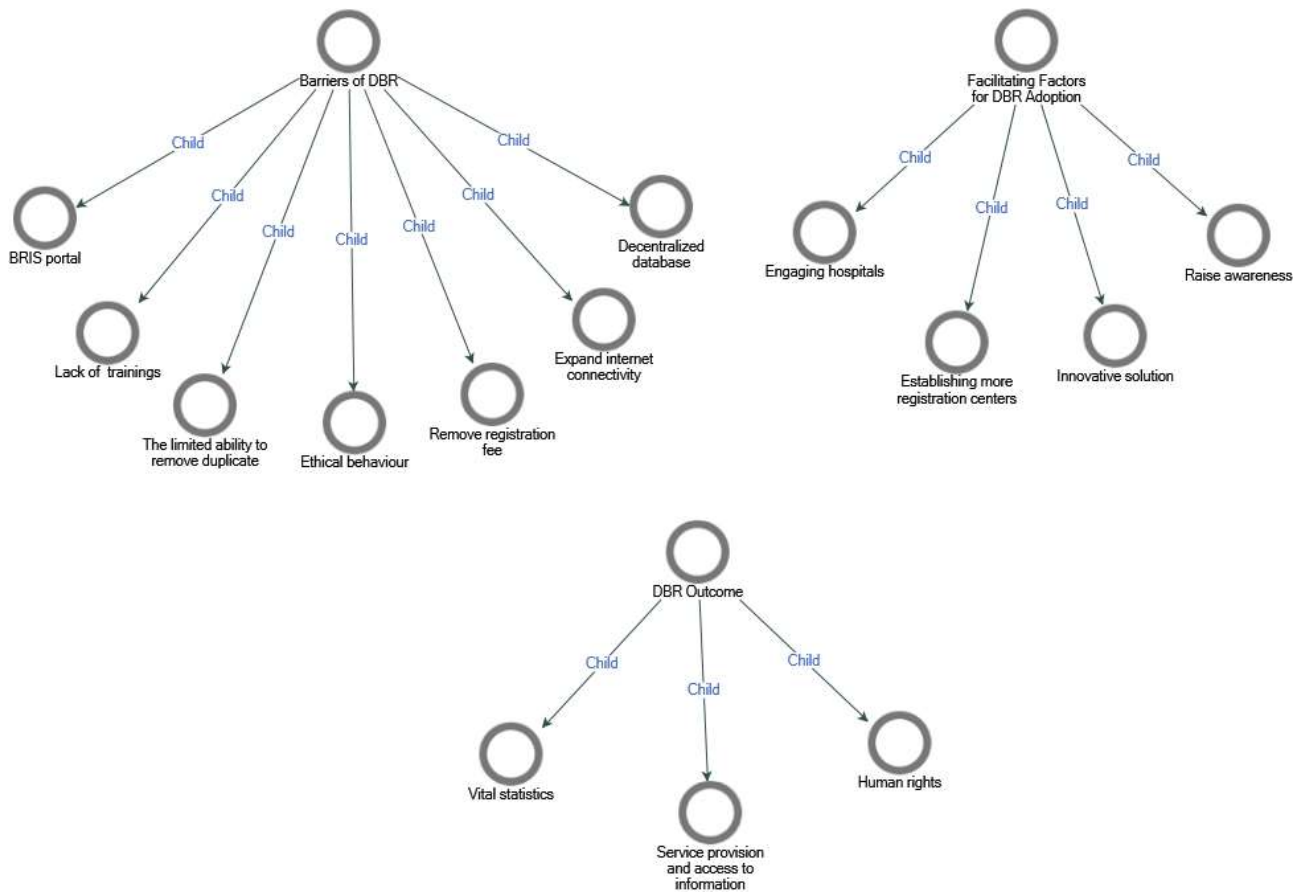 Barriers of DBR
Child
Child
Child
Child
Child
Child
Child
BRIS portal
Lack of trainings
The limited ability to
remove duplicate
Ethical behaviour
Remove registration
fee
Expand internet
connectivity
Decentralized
database
Facilitating Factors
for DBR Adoption
Child
Child
Child
Child
Engaging hospitals
Establishing more
registration centers
Innovative solution
Raise awareness
DBR Outcome
Child
Child
Child
Vital statistics
Service provision
and access to
information
Human rights